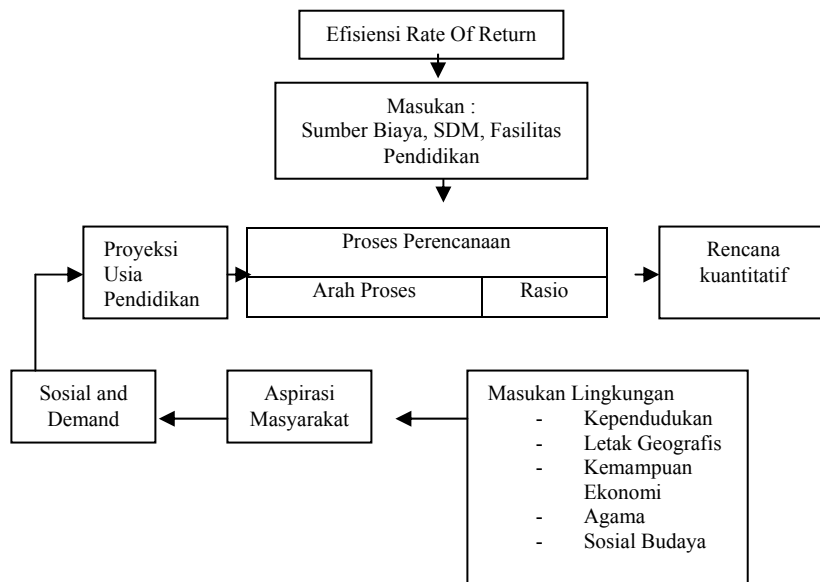 Efisiensi Rate Of Return
Masukan :
Sumber Biaya, SDM, Fasilitas
Pendidikan
Proyeksi
Usia
Pendidikan
Proses Perencanaan
Arah Proses
Rasio
Rencana
kuantitatif
Sosial and
Demand
Aspirasi
Masyarakat
Masukan Lingkungan
- Kependudukan
- Letak Geografis
- Kemampuan
Ekonomi
- Agama
- Sosial Budaya